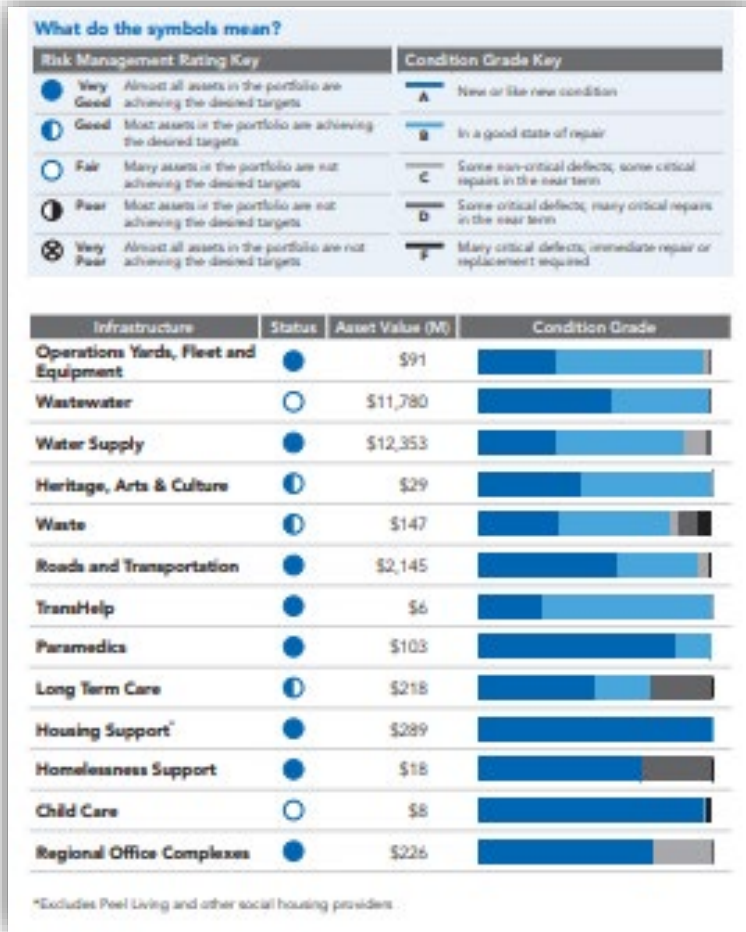 What do the symbols mean?
Risk Management Rating Key
Condition Grade Key
Very Good
Almost all assets in the portfolio are
achieving the desired targets
A
New or like new condition
Good
Most assets in the portfolio are achieving
the desired targets
B
In a good state of repair
Fair
Many assets in the portfolio are not
achieving the desired targets
C
Some non-critical defects, some critical
repairs in the near term
Poor
Most assets in the portfolio are not
achieving the desired targets
D
Some critical defects, many critical repairs
in the near term
Very Poor
Almost all assets in the portfolio are not
achieving the desired targets
F
Many critical defects, immediate repair or
replacement required
Infrastructure Status Asset Value (M) Condition Grade
Operations Yards, Fleet and
Equipment
$91
Wastewater $11,780
Water Supply $12,353
Heritage, Arts & Culture $29
Waste $147
Roads and Transportation $2,145
TransHelp $6
Paramedics $103
Long Term Care $218
Housing Support* $289
Homelessness Support $18
Child Care $8
Regional Office Complexes $226
*Excludes Peel Living and other social housing providers